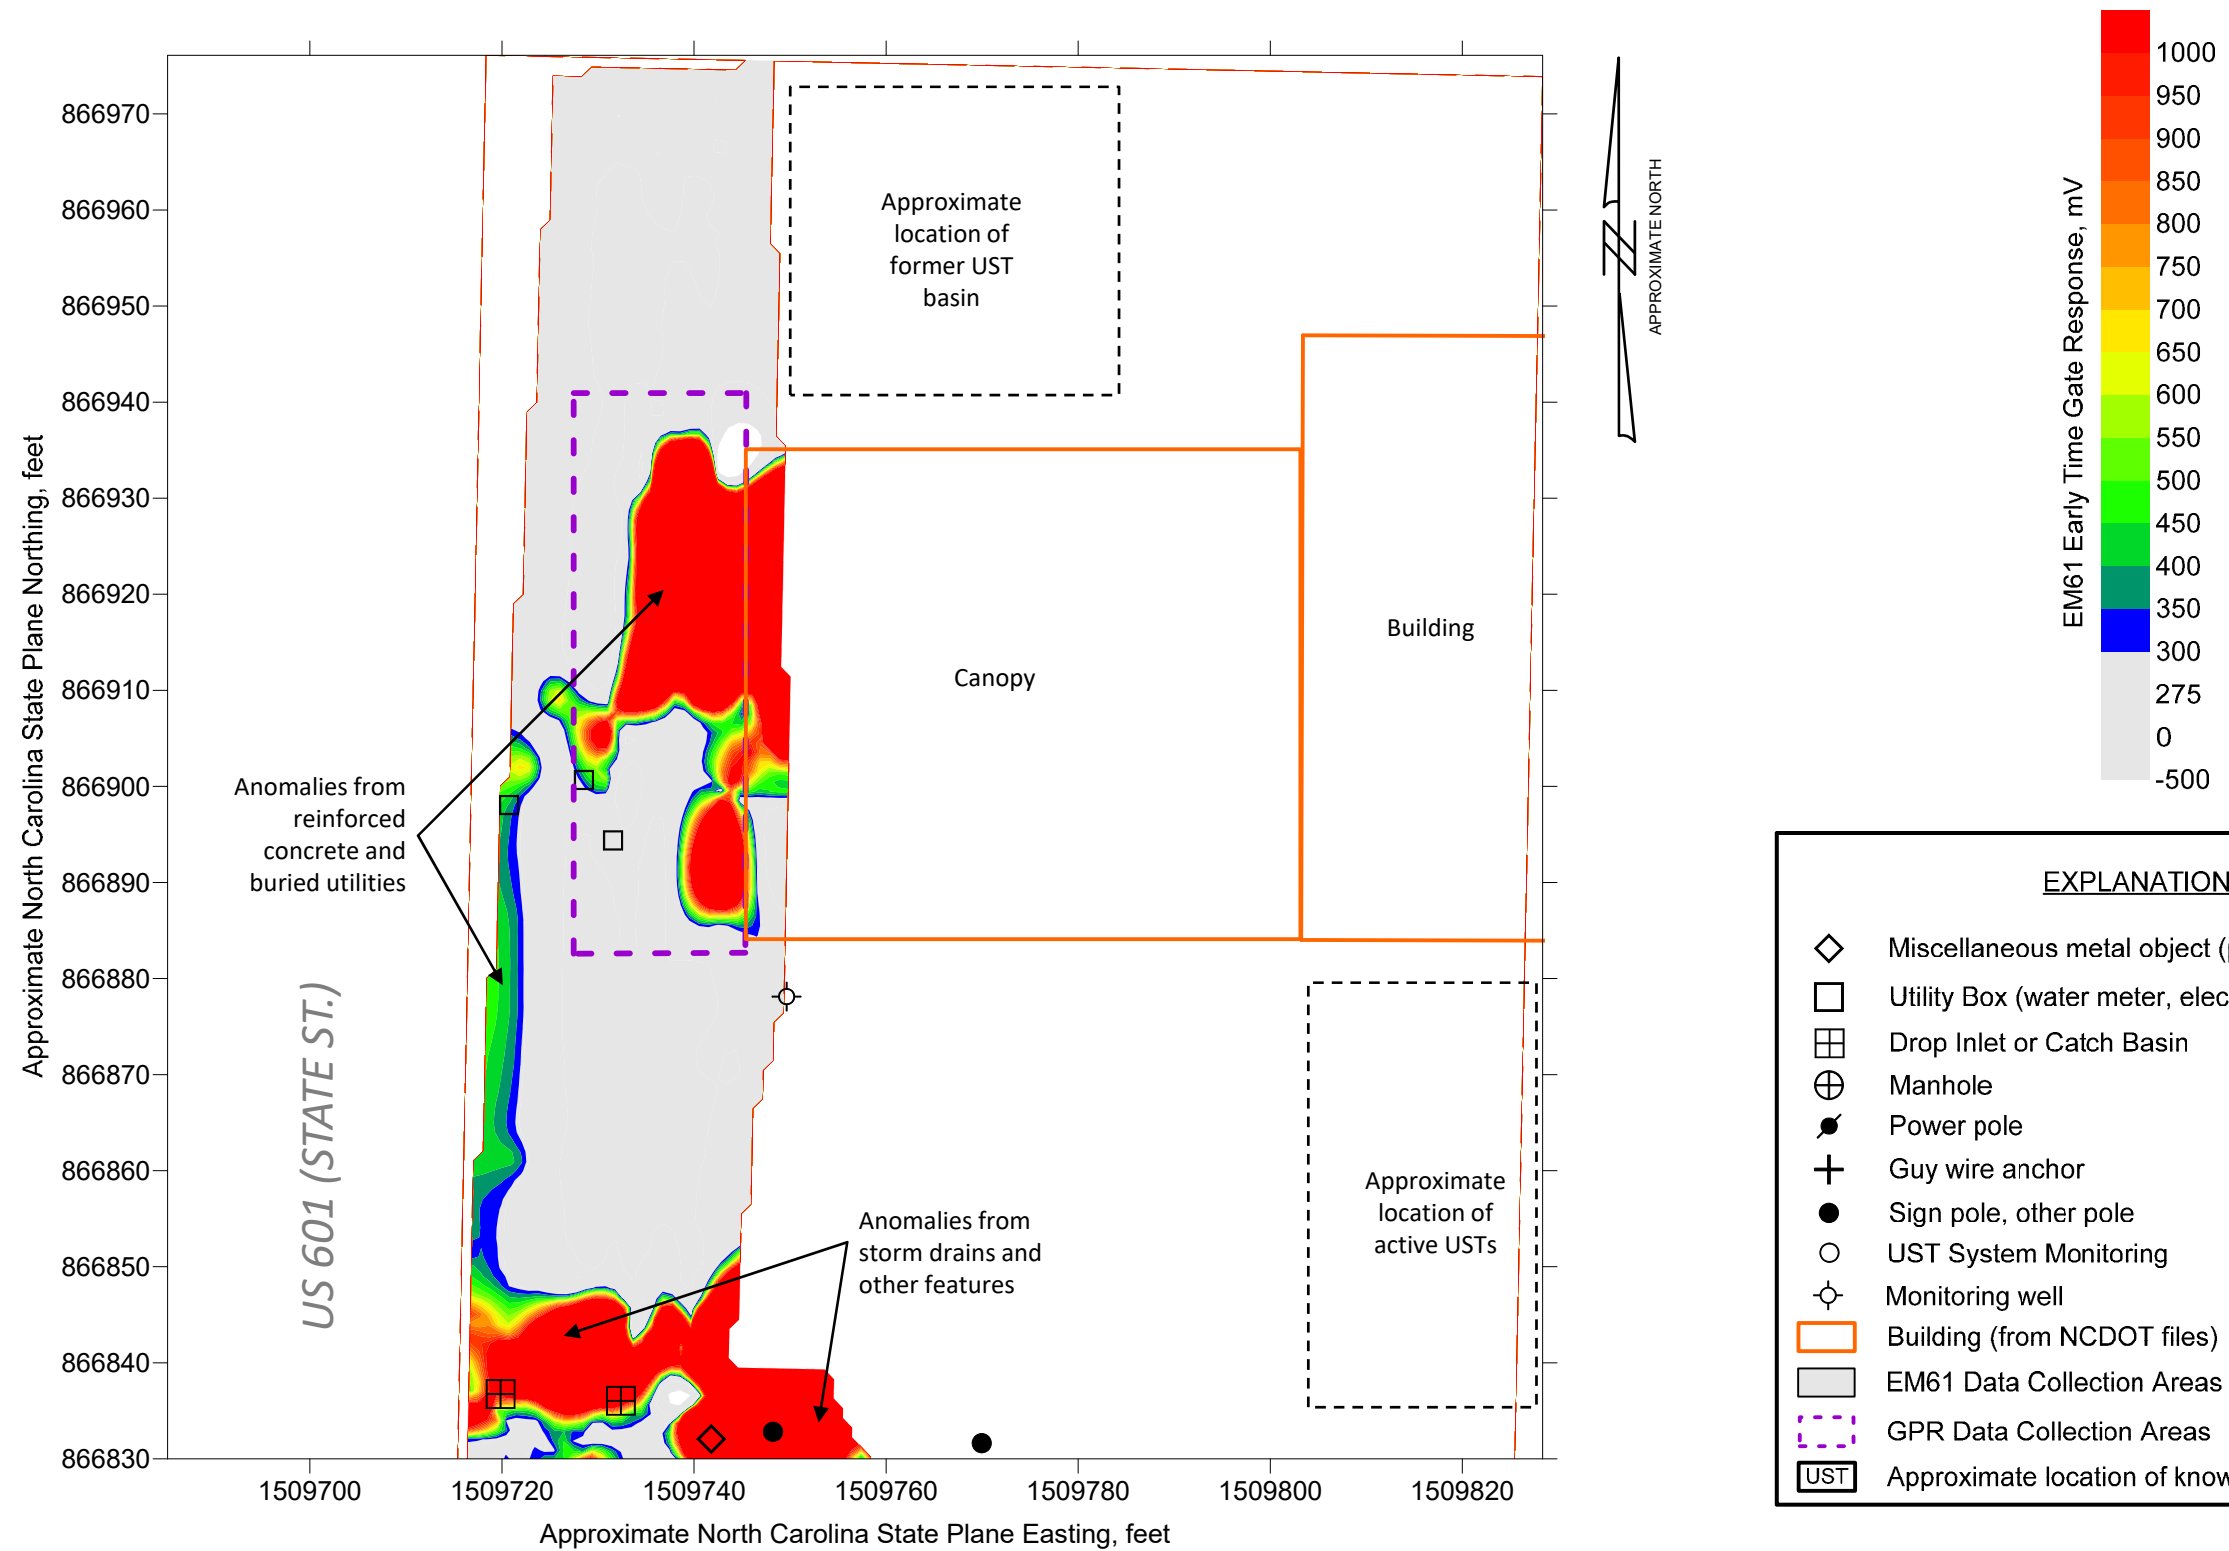 866970
866960
866950
866940
866930
866920
866910
866900
866890
866880
866870
866860
866850
866840
866830
Approximate North Carolina State Plane Northing, feet
1509700
1509720
1509740
1509760
1509780
1509800
1509820
Approximate North Carolina State Plane Easting, feet
Approximate
location of
former UST
basin
Building
Canopy
Anomalies from
reinforced
concrete and
buried utilities
US 601 (STATE ST.)
Anomalies from
storm drains and
other features
Approximate
location of
active USTs
N
APPROXIMATE NORTH
EM61 Early Time Gate Response, mV
1000
950
900
850
800
750
700
650
600
550
500
450
400
350
300
275
0
-500
EXPLANATION
Miscellaneous metal object (
Utility Box (water meter, elec
Drop Inlet or Catch Basin
Manhole
Power pole
Guy wire anchor
Sign pole, other pole
UST System Monitoring
Monitoring well
Building (from NCDOT files)
EM61 Data Collection Areas
GPR Data Collection Areas
UST Approximate location of know